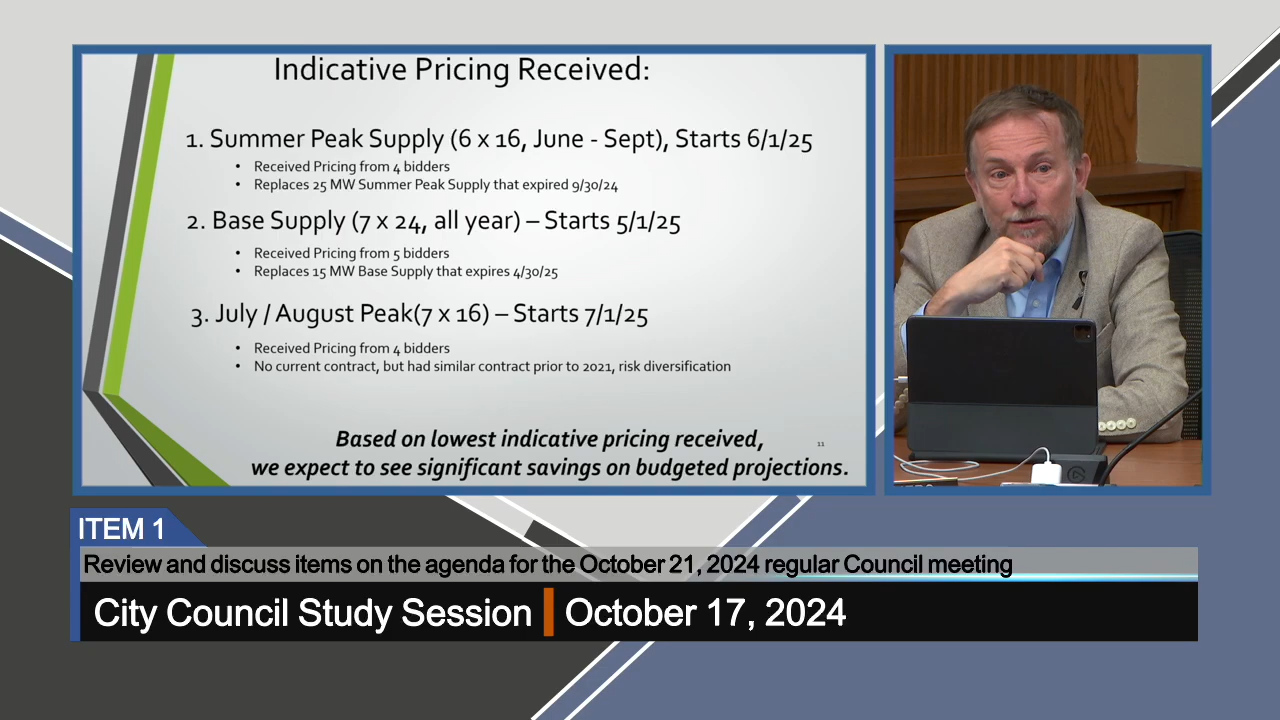 Indicative Pricing Received:
1. Summer Peak Supply (6 x 16, June - Sept), Starts 6/1/25
• Received Pricing from 4 bidders
• Replaces 25 MW Summer Peak Supply that expired 9/30/24
2. Base Supply (7 x 24, all year) – Starts 5/1/25
• Received Pricing from 5 bidders
• Replaces 15 MW Base Supply that expires 4/30/25
3. July / August Peak(7 x 16) – Starts 7/1/25
• Received Pricing from 4 bidders
• No current contract, but had similar contract prior to 2021, risk diversification
Based on lowest indicative pricing received,
we expect to see significant savings on budgeted projections.
11
ITEM 1
Review and discuss items on the agenda for the October 21, 2024 regular Council meeting
City Council Study Session October 17, 2024